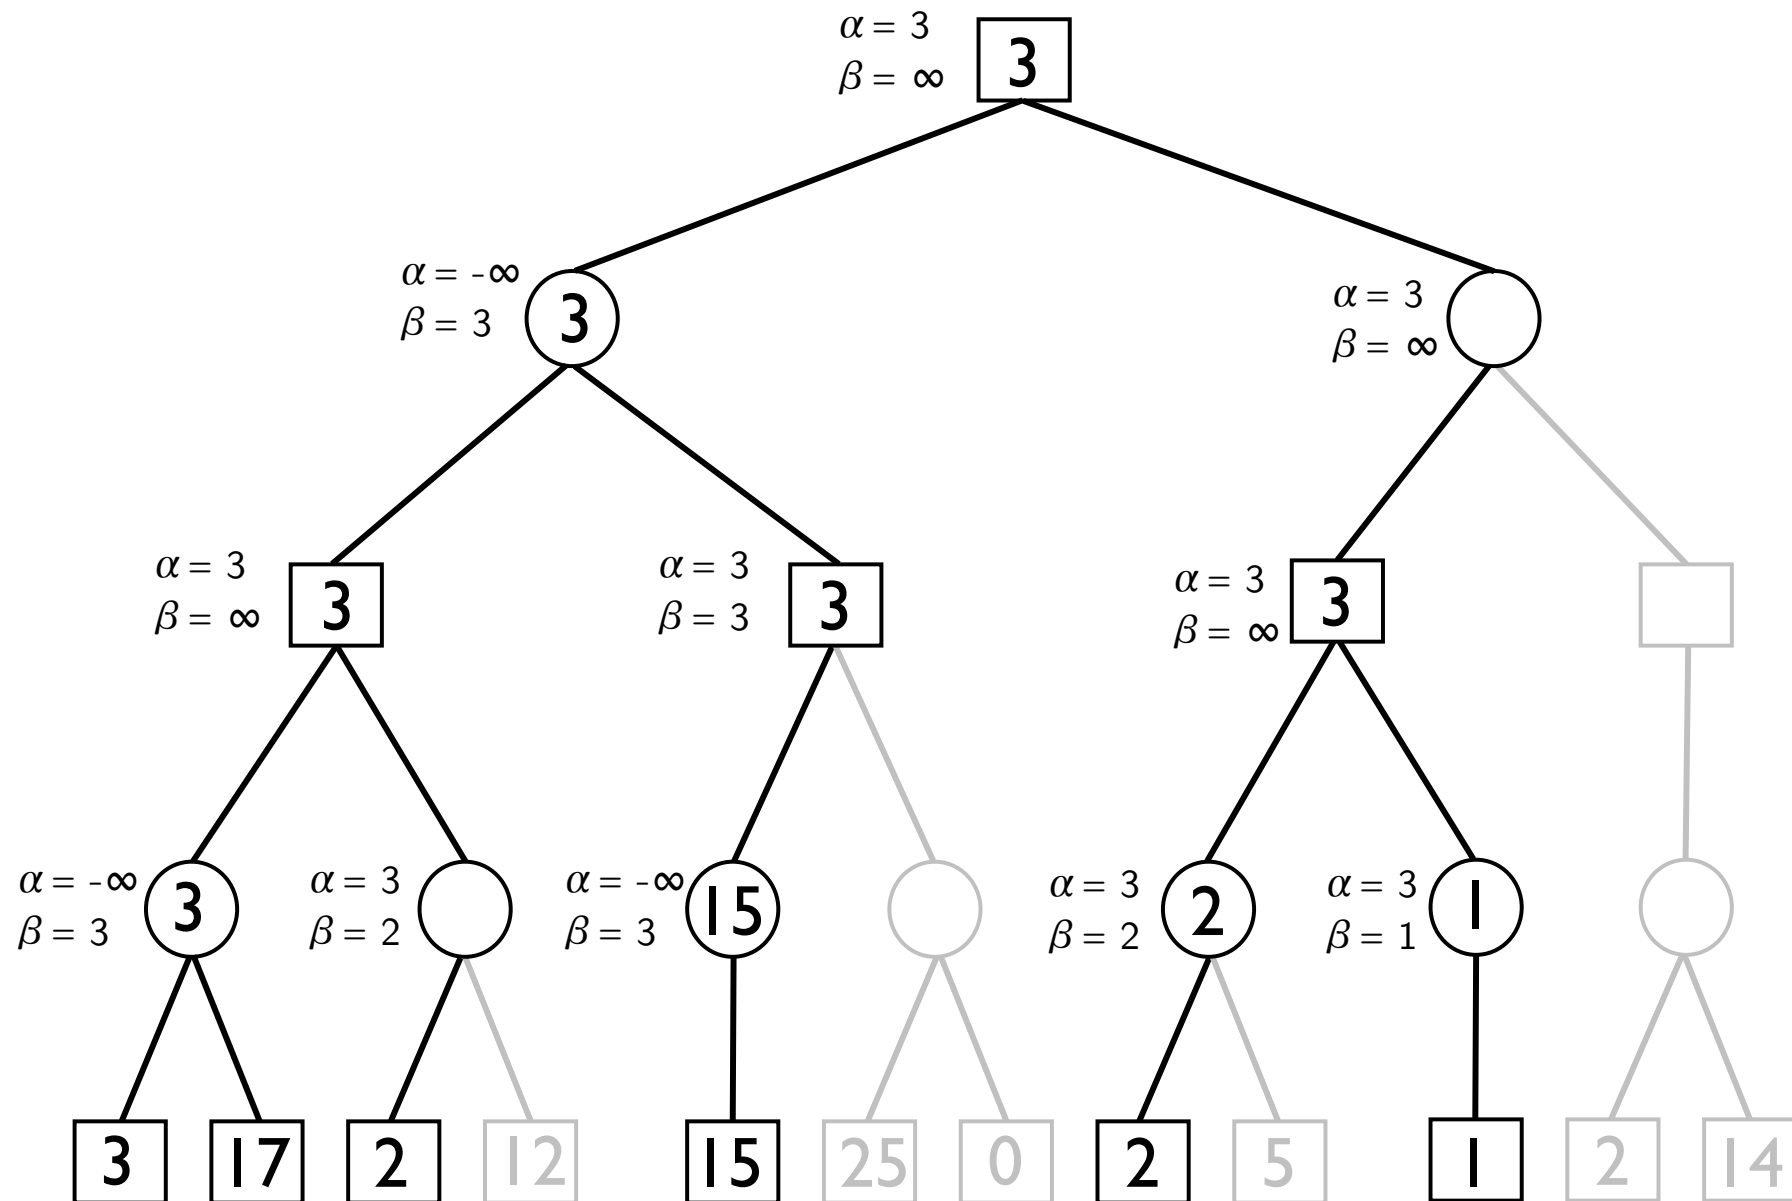 α = 3
β = ∞
3
α = -∞
β = 3
3
α = 3
β = ∞
α = 3
β = ∞
3
α = 3
β = 3
3
α = 3
β = ∞
3
α = -∞
β = 3
3
α = 3
β = 2
α = -∞
β = 3
15
α = 3
β = 2
2
α = 3
β = 1
1
3 17 2 12 15 25 0 2 5 1 2 14